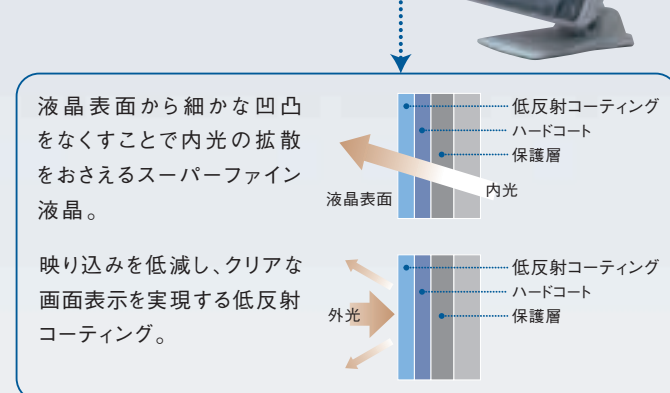 液晶表面から細かな凹凸
をなくすことで内光の拡散
をおさえるスーパーファイン
液晶。
低反射コーティング
ハードコート
保護層
内光
液晶表面
映り込みを低減し、クリアな
画面表示を実現する低反射
コーティング。
低反射コーティング
ハードコート
保護層
外光